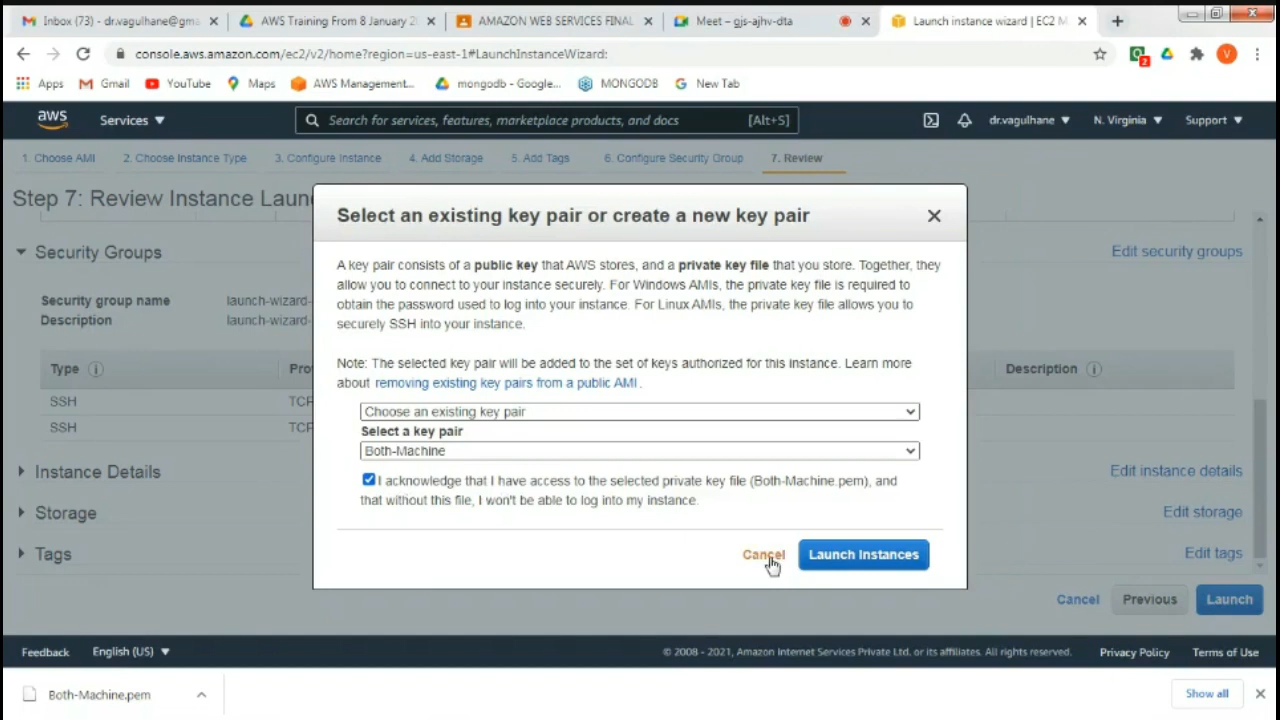 Inbox (73) - dr.vagulhane@gma
AWS Training From 8 January 2
AMAZON WEB SERVICES FINAL
Meet – gjs-ajhv-dta
Launch instance wizard | EC2 M
console.aws.amazon.com/ec2/v2/home?region=us-east-1#LaunchInstanceWizard:
2
V
Apps
Gmail
YouTube
Maps
AWS Management...
mongodb - Google...
MONGODB
New Tab
aws
Services
Search for services, features, marketplace products, and docs
[Alt+S]
dr.vagulhane
N. Virginia
Support
1. Choose AMI
2. Choose Instance Type
3. Configure Instance
4. Add Storage
5. Add Tags
6. Configure Security Group
7. Review
Step 7: Review Instance Laun
Select an existing key pair or create a new key pair
A key pair consists of a public key that AWS stores, and a private key file that you store. Together, they
allow you to connect to your instance securely. For Windows AMIs, the private key file is required to
obtain the password used to log into your instance. For Linux AMIs, the private key file allows you to
securely SSH into your instance.
Note: The selected key pair will be added to the set of keys authorized for this instance. Learn more
about removing existing key pairs from a public AMI.
Choose an existing key pair
Select a key pair
Both-Machine
I acknowledge that I have access to the selected private key file (Both-Machine.pem), and
that without this file, I won't be able to log into my instance.
Cancel
Launch Instances
Security Groups
Edit security groups
Security group name
launch-wizard-
Description
launch-wizard-
Type
Pro
Description
SSH
TCP
SSH
TCP
Instance Details
Edit instance details
Storage
Edit storage
Tags
Edit tags
Cancel
Previous
Launch
Feedback
English (US)
© 2008 - 2021, Amazon Internet Services Private Ltd. or its affiliates. All rights reserved.
Privacy Policy
Terms of Use
Both-Machine.pem
Show all